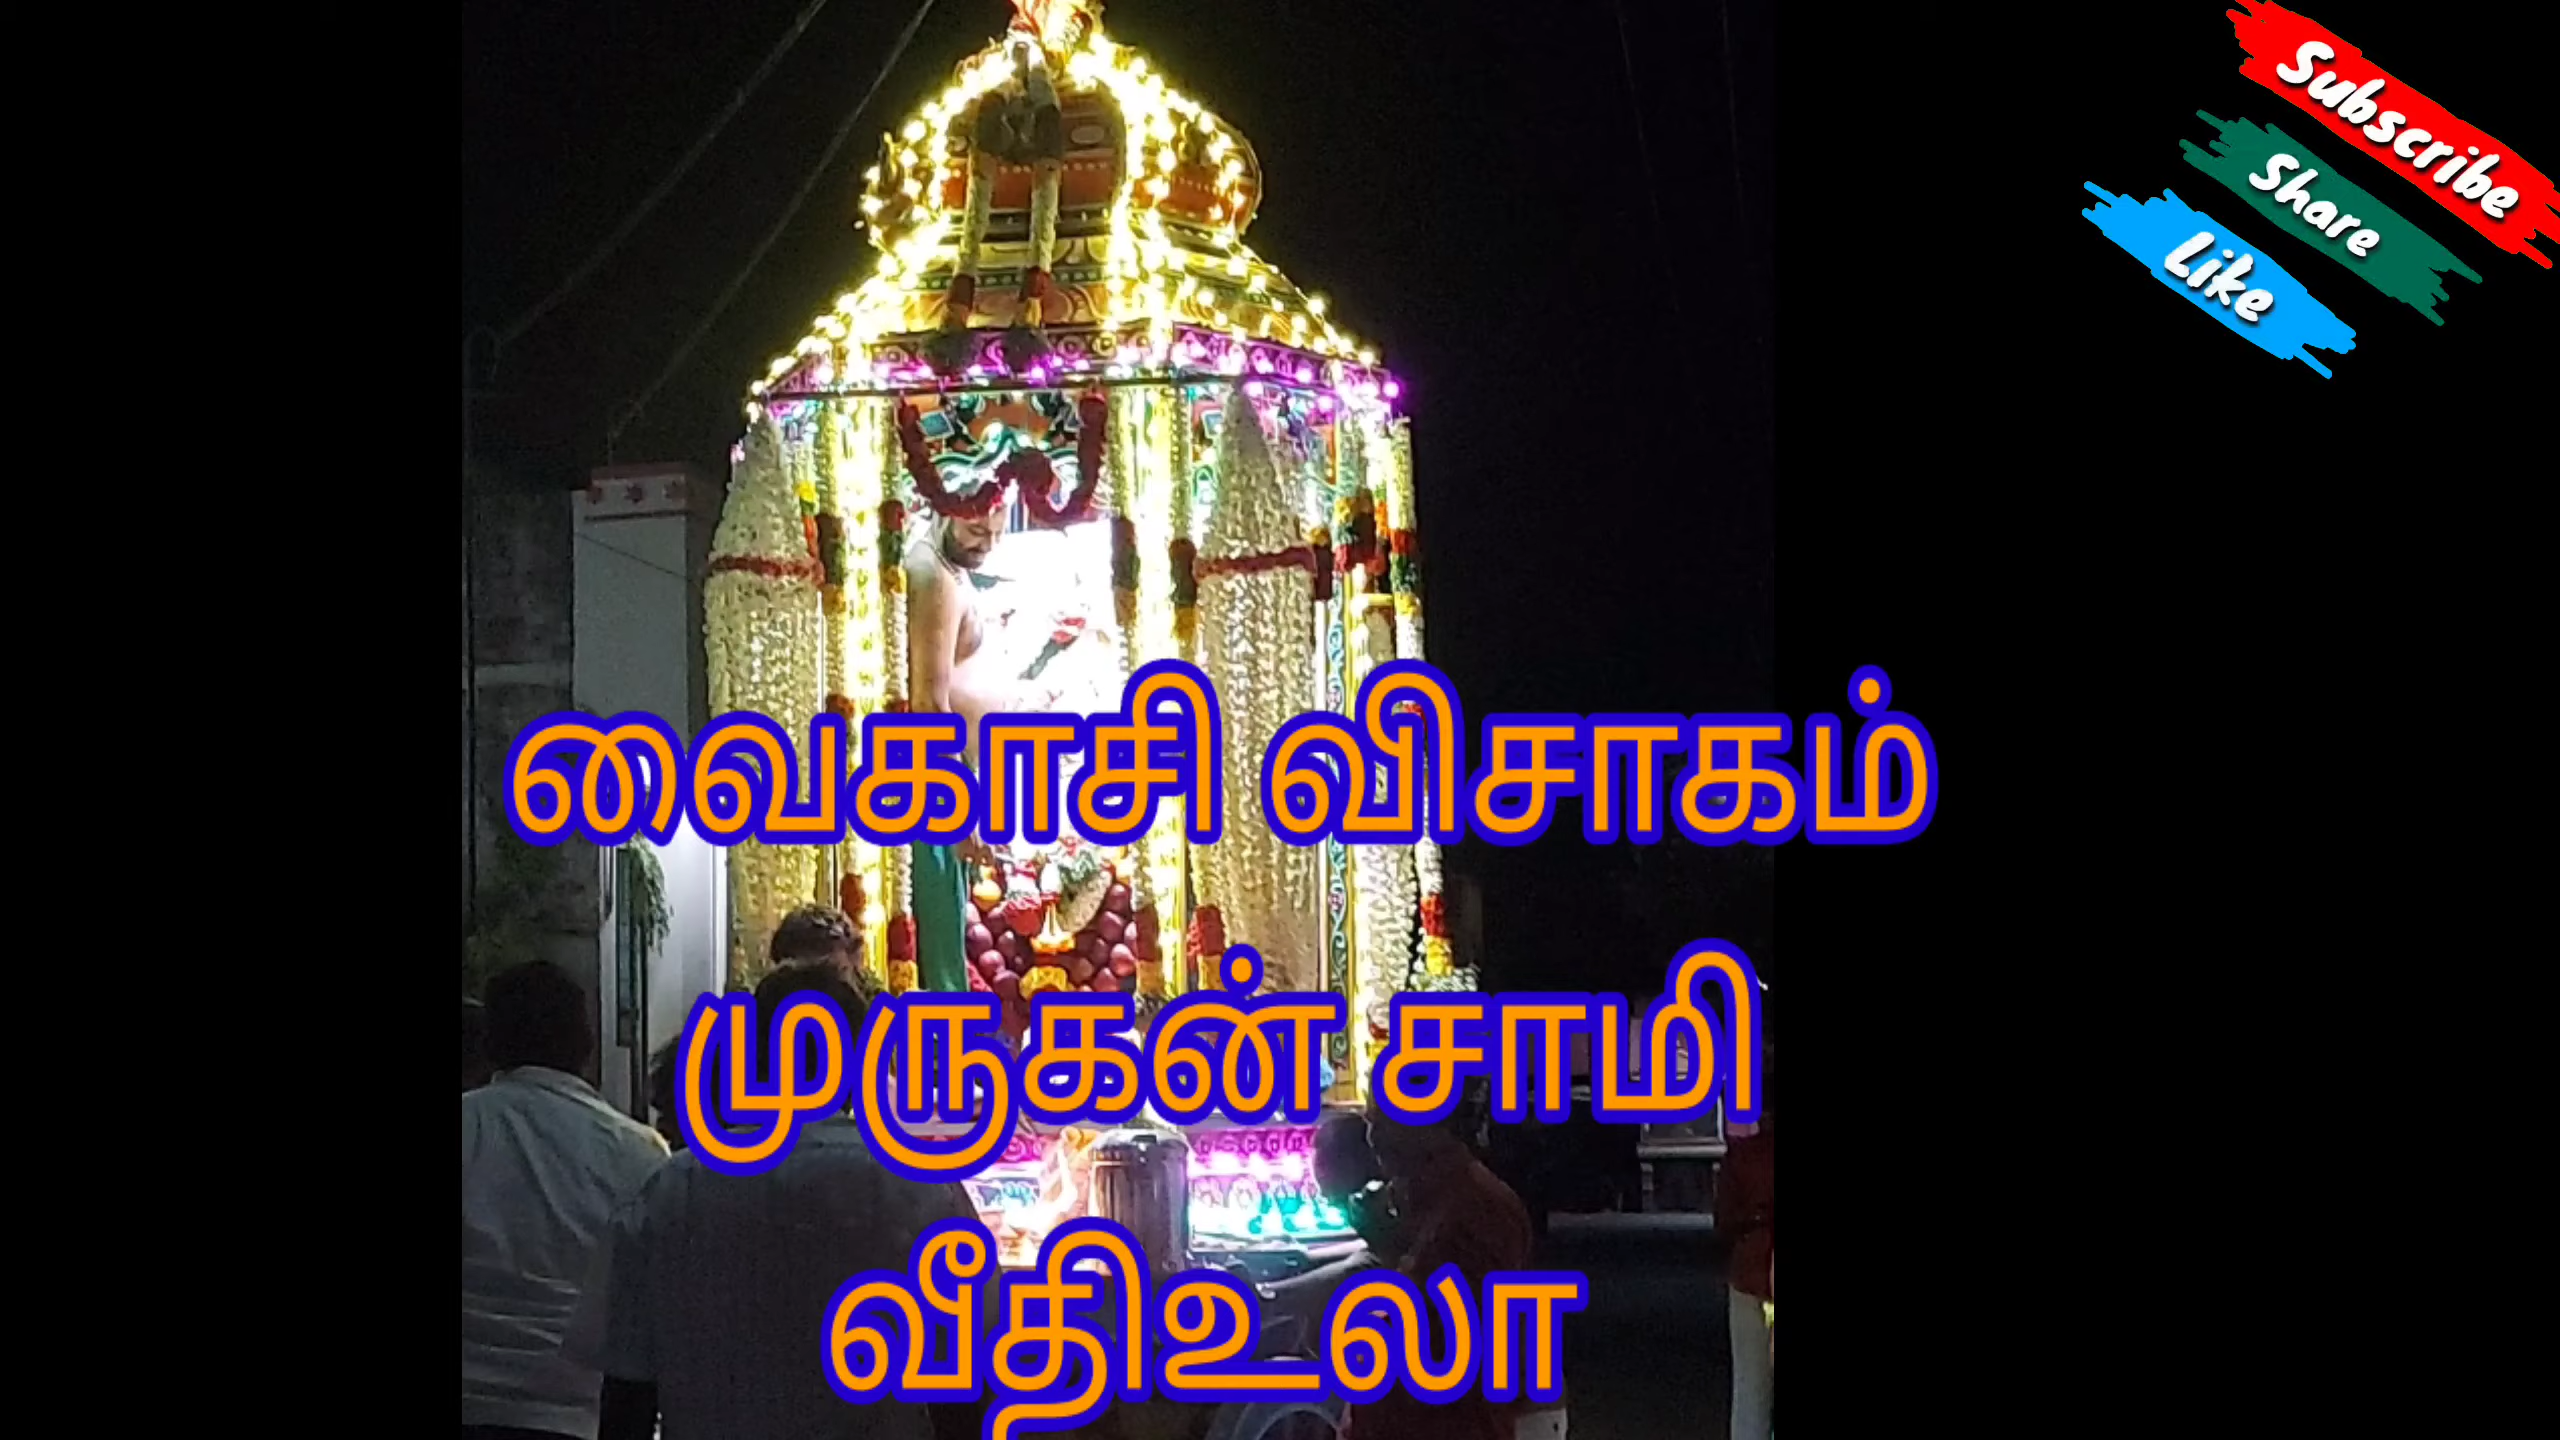 Subscribe
Share
Like
வைகாசி விசாகம்
முருகன் சாமி
வீதிஉலா